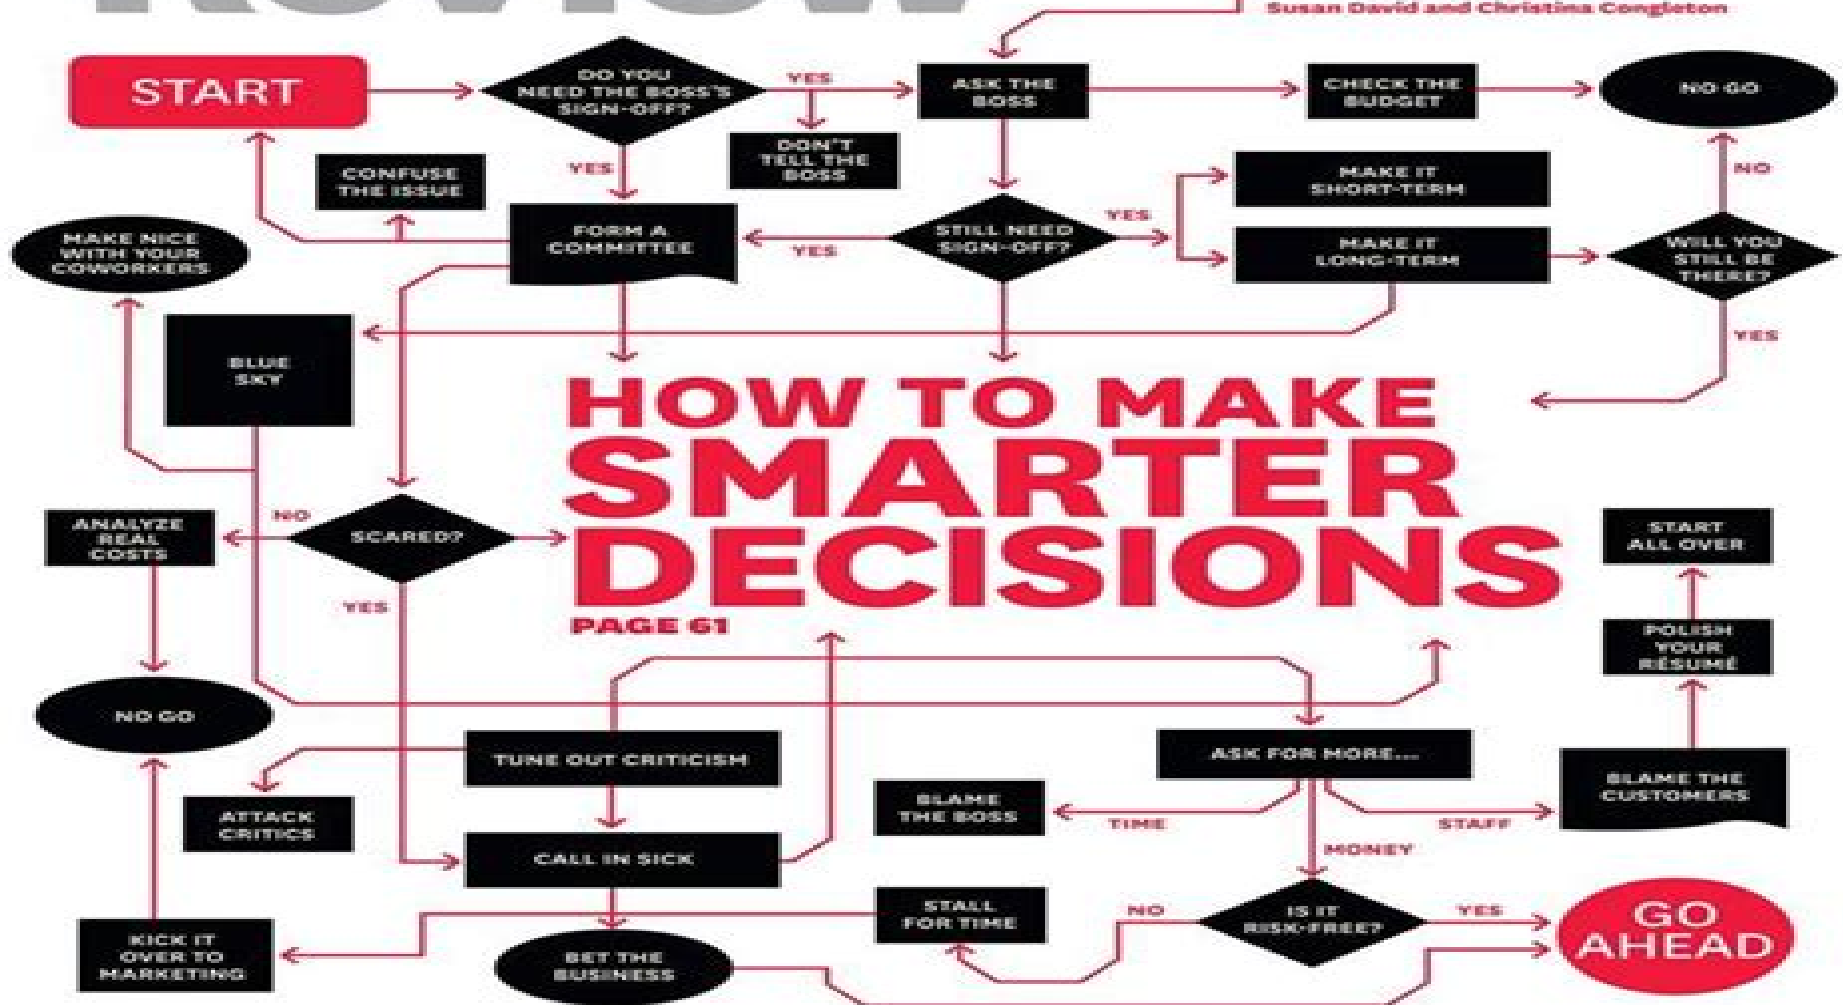 Review
Susan David and Christina Congleton
START
DO YOU
NEED THE BOSS'S
SIGN-OFF?
YES
ASK THE
BOSS
CHECK THE
BUDGET
NO GO
DON'T
TELL THE
BOSS
YES
CONFUSE
THE ISSUE
MAKE IT
SHORT-TERM
NO
MAKE NICE
WITH YOUR
COWORKERS
FORM A
COMMITTEE
YES
STILL NEED
SIGN-OFF?
YES
MAKE IT
LONG-TERM
WILL YOU
STILL BE
THERE?
YES
BLUE
SKY
HOW TO MAKE
SMARTER
DECISIONS
PAGE 61
ANALYZE
REAL
COSTS
NO
SCARED?
YES
START
ALL OVER
POLISH
YOUR
RÉSUMÉ
NO GO
TUNE OUT CRITICISM
ASK FOR MORE...
BLAME THE
CUSTOMERS
ATTACK
CRITICS
BLAME
THE BOSS
TIME
STAFF
MONEY
CALL IN SICK
STALL
FOR TIME
NO
IS IT
RISK-FREE?
YES
GO
AHEAD
KICK IT
OVER TO
MARKETING
BET THE
BUSINESS